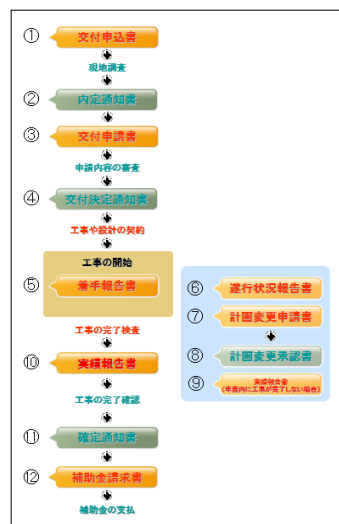 ① 交付申込書
現地調査
② 内定通知書
③ 交付申請書
申請内容の審査
④ 交付決定通知書
工事や設計の契約
工事の開始
⑤ 着手報告書
⑥ 遂行状況報告書
⑦ 計画変更申請書
⑧ 計画変更承認書
⑨ 実績報告書
(年度内に工事が完了しない場合)
工事の完了検査
⑩ 実績報告書
工事の完了確認
⑪ 確定通知書
⑫ 補助金請求書
補助金の支払